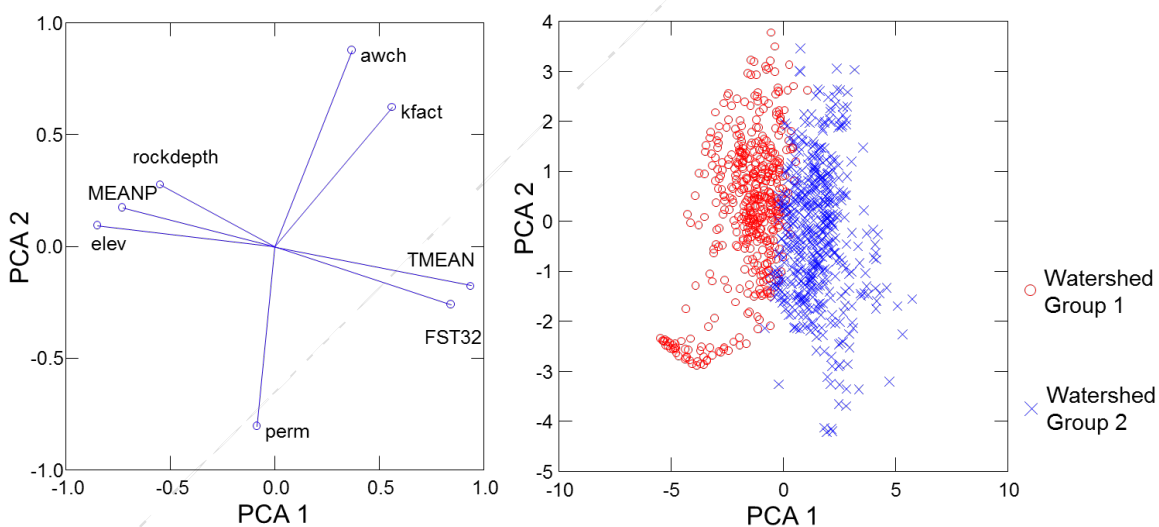 1.0
0.5
0.0
-0.5
-1.0
PCA 2
awch
kfact
rockdepth
MEANP
elev
TMEAN
FST32
perm
-1.0
-0.5
0.0
0.5
1.0
PCA 1
4
3
2
1
0
-1
-2
-3
-4
-5
PCA 2
-10
-5
0
5
10
PCA 1
Watershed
Group 1
Watershed
Group 2